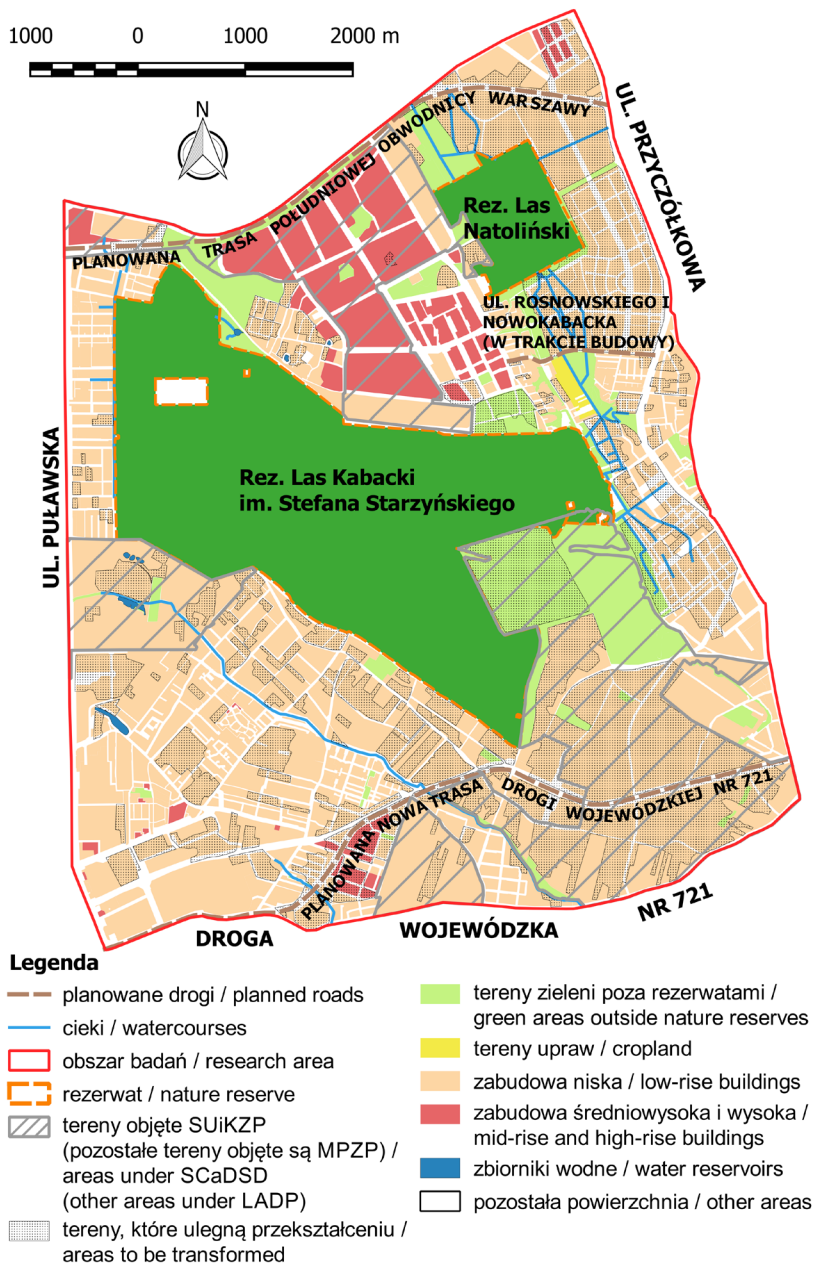 1000 0 1000 2000 m
N
UL. PRZYCZÓŁKOWA
PLANOWANA TRASA POŁUDNIOWEJ OBWODNICY WARSZAWY
Rez. Las
Natoliński
UL. ROSNOWSKIEGO I
NOWOKABACKA
(W TRAKCIE BUDOWY)
UL. PUŁAWSKA
Rez. Las Kabacki
im. Stefana Starzyńskiego
PLANOWANA NOWA TRASA DROGI WOJEWÓDZKIEJ NR 721
DROGA WOJEWÓDZKA NR 721
Legenda
planowane drogi / planned roads
cieki / watercourses
obszar badań / research area
rezerwat / nature reserve
tereny objęte SUiKZP
(pozostałe tereny objęte są MPZP) /
areas under SCaDSD
(other areas under LADP)
tereny, które ulegną przekształceniu /
areas to be transformed
tereny zieleni poza rezerwatami /
green areas outside nature reserves
tereny upraw / cropland
zabudowa niska / low-rise buildings
zabudowa średniowysoka i wysoka /
mid-rise and high-rise buildings
zbiorniki wodne / water reservoirs
pozostała powierzchnia / other areas